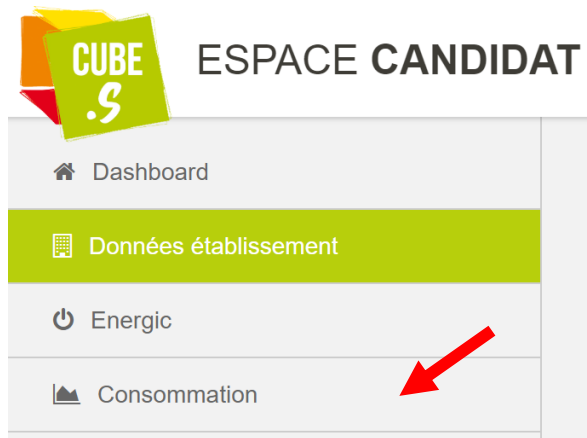 CUBE
.S
ESPACE CANDIDAT
Dashboard
Données établissement
Energic
Consommation